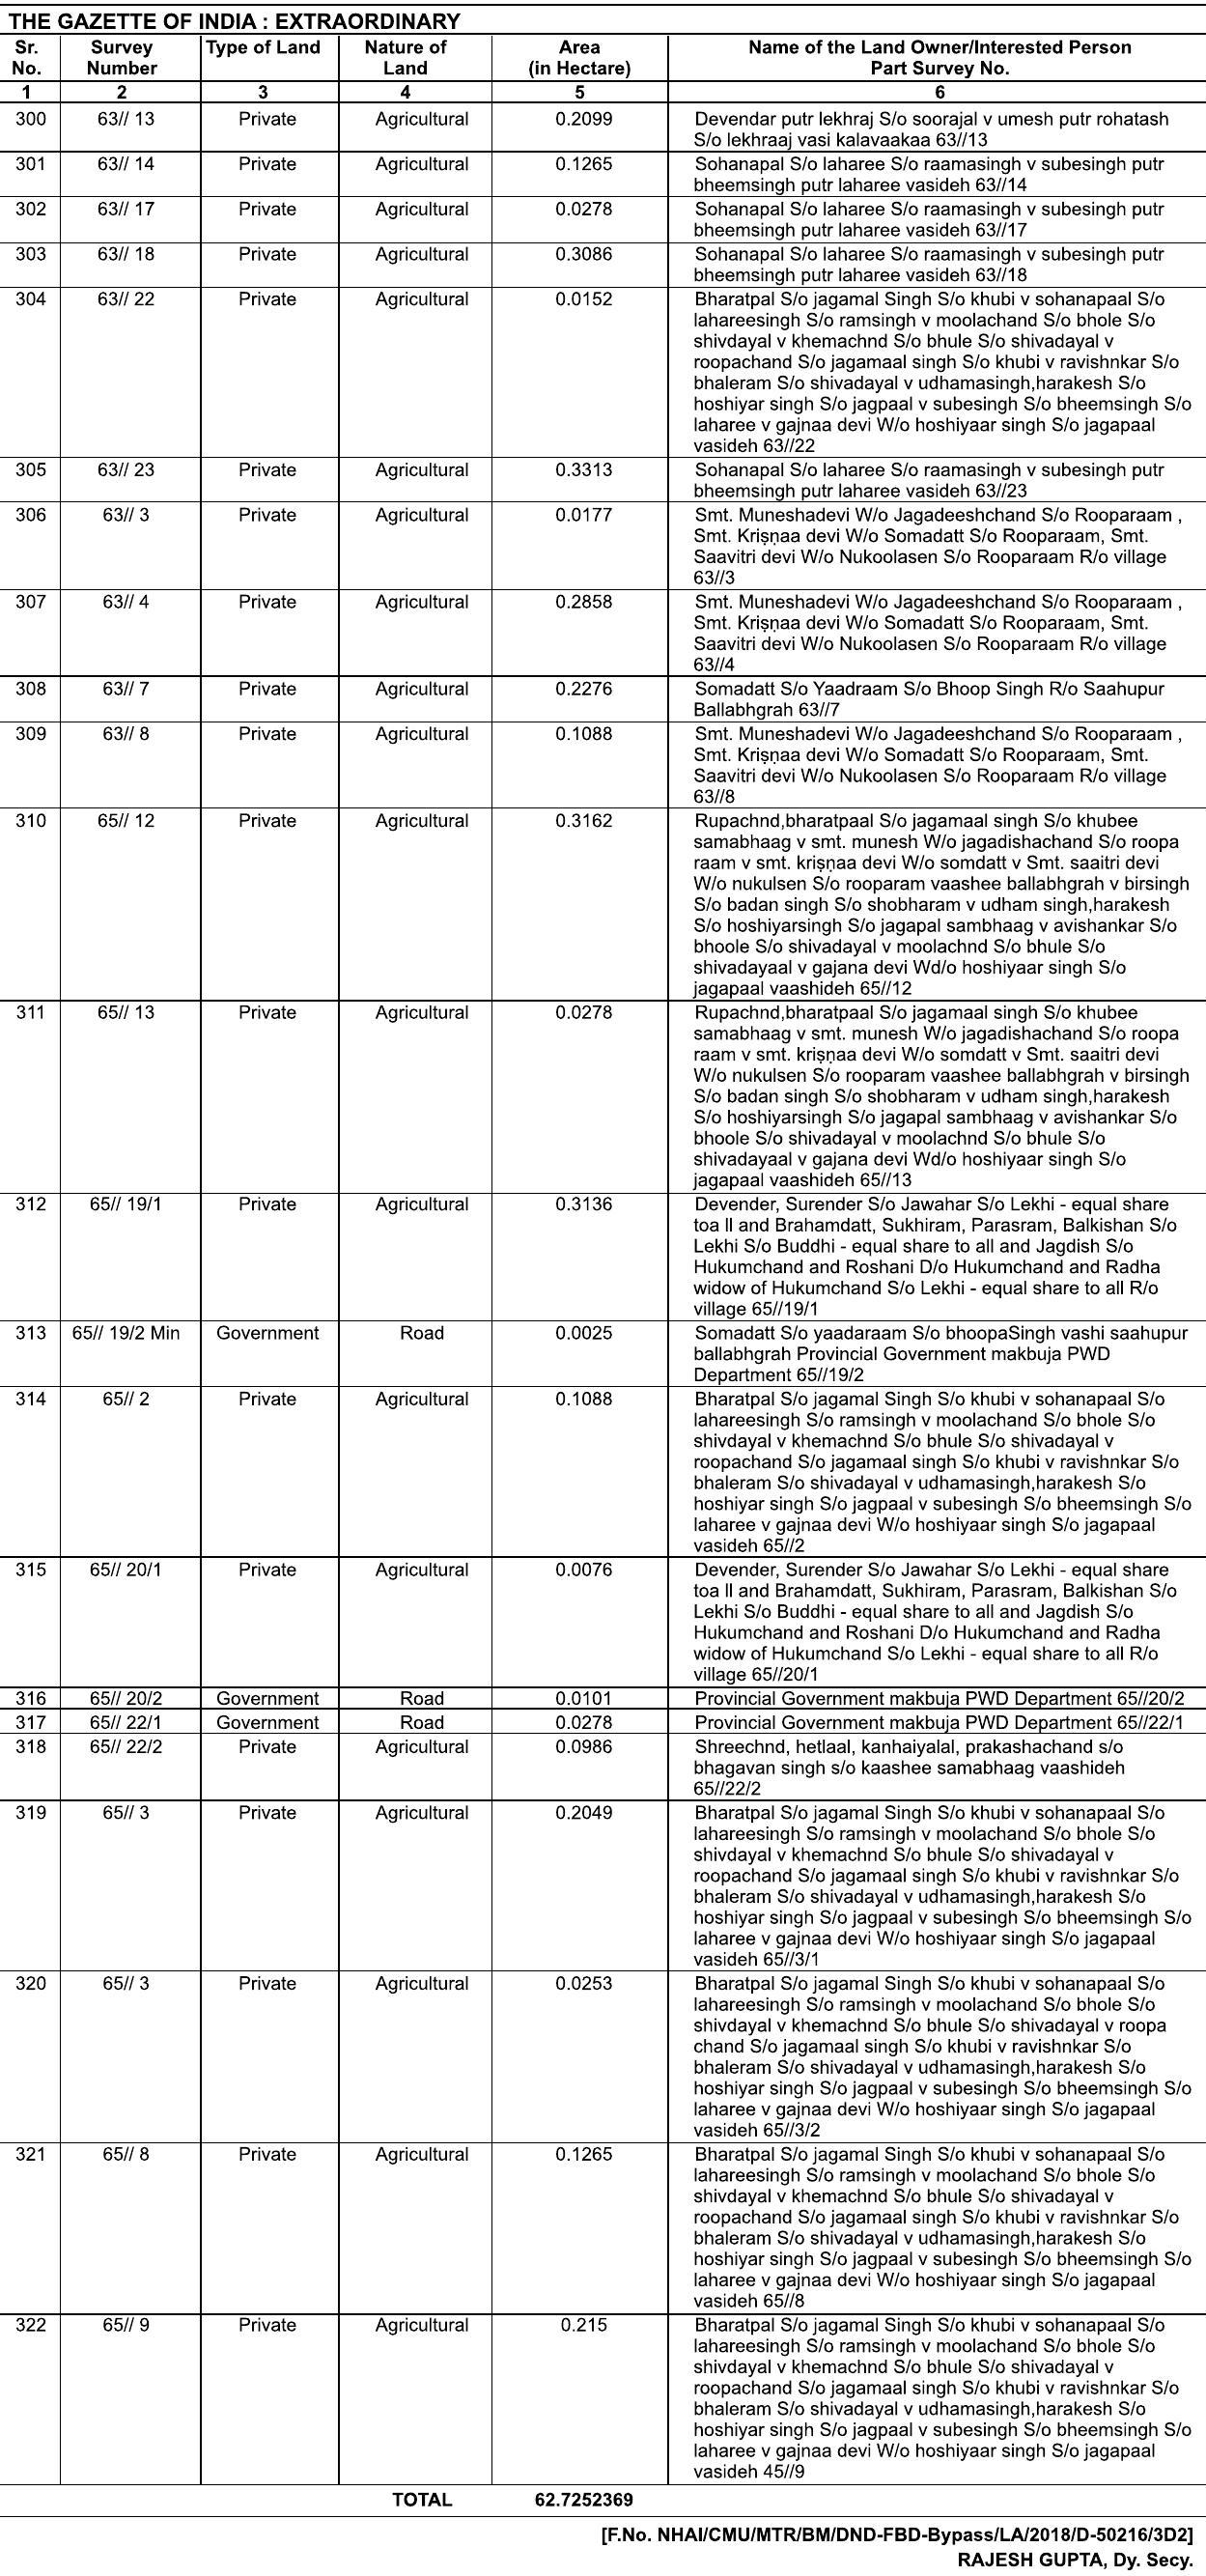 THE GAZETTE OF INDIA : EXTRAORDINARY
Sr. No. Survey Number Type of Land Nature of Land Area (in Hectare) Name of the Land Owner/Interested Person Part Survey No.
1 2 3 4 5 6
300 63// 13 Private Agricultural 0.2099 Devendar putr lekhraj S/o soorajal v umesh putr rohatash
S/o lekhraaj vasi kalavaakaa 63//13
301 63// 14 Private Agricultural 0.1265 Sohanapal S/o laharee S/o raamasingh v subesingh putr
bheemsingh putr laharee vasideh 63//14
302 63// 17 Private Agricultural 0.0278 Sohanapal S/o laharee S/o raamasingh v subesingh putr
bheemsingh putr laharee vasideh 63//17
303 63// 18 Private Agricultural 0.3086 Sohanapal S/o laharee S/o raamasingh v subesingh putr
bheemsingh putr laharee vasideh 63//18
304 63// 22 Private Agricultural 0.0152 Bharatpal S/o jagamal Singh S/o khubi v sohanapaal S/o
lahareesingh S/o ramsingh v moolachand S/o bhole S/o
shivdayal v khemachnd S/o bhule S/o shivadayal v
roopachand S/o jagamaal singh S/o khubi v ravishnkar S/o
bhaleram S/o shivadayal v udhamasingh,harakesh S/o
hoshiyar singh S/o jagpaal v subesingh S/o bheemsingh S/o
laharee v gajnaa devi W/o hoshiyaar singh S/o jagapaal
vasideh 63//22
305 63// 23 Private Agricultural 0.3313 Sohanapal S/o laharee S/o raamasingh v subesingh putr
bheemsingh putr laharee vasideh 63//23
306 63// 3 Private Agricultural 0.0177 Smt. Muneshadevi W/o Jagadeeshchand S/o Rooparaam ,
Smt. Kriṣṇaa devi W/o Somadatt S/o Rooparaam, Smt.
Saavitri devi W/o Nukoolasen S/o Rooparaam R/o village
63//3
307 63// 4 Private Agricultural 0.2858 Smt. Muneshadevi W/o Jagadeeshchand S/o Rooparaam ,
Smt. Kriṣṇaa devi W/o Somadatt S/o Rooparaam, Smt.
Saavitri devi W/o Nukoolasen S/o Rooparaam R/o village
63//4
308 63// 7 Private Agricultural 0.2276 Somadatt S/o Yaadraam S/o Bhoop Singh R/o Saahupur
Ballabhgrah 63//7
309 63// 8 Private Agricultural 0.1088 Smt. Muneshadevi W/o Jagadeeshchand S/o Rooparaam ,
Smt. Kriṣṇaa devi W/o Somadatt S/o Rooparaam, Smt.
Saavitri devi W/o Nukoolasen S/o Rooparaam R/o village
63//8
310 65// 12 Private Agricultural 0.3162 Rupachnd,bharatpaal S/o jagamaal singh S/o khubee
samabhaag v smt. munesh W/o jagadishachand S/o roopa
raam v smt. kriṣṇaa devi W/o somdatt v Smt. saaitri devi
W/o nukulsen S/o rooparam vaashee ballabhgrah v birsingh
S/o badan singh S/o shobharam v udham singh,harakesh
S/o hoshiyarsingh S/o jagapal sambhaag v avishankar S/o
bhoole S/o shivadayal v moolachnd S/o bhule S/o
shivadayaal v gajana devi Wd/o hoshiyaar singh S/o
jagapaal vaashideh 65//12
311 65// 13 Private Agricultural 0.0278 Rupachnd,bharatpaal S/o jagamaal singh S/o khubee
samabhaag v smt. munesh W/o jagadishachand S/o roopa
raam v smt. kriṣṇaa devi W/o somdatt v Smt. saaitri devi
W/o nukulsen S/o rooparam vaashee ballabhgrah v birsingh
S/o badan singh S/o shobharam v udham singh,harakesh
S/o hoshiyarsingh S/o jagapal sambhaag v avishankar S/o
bhoole S/o shivadayal v moolachnd S/o bhule S/o
shivadayaal v gajana devi Wd/o hoshiyaar singh S/o
jagapaal vaashideh 65//13
312 65// 19/1 Private Agricultural 0.3136 Devender, Surender S/o Jawahar S/o Lekhi - equal share
toa ll and Brahamdatt, Sukhiram, Parasram, Balkishan S/o
Lekhi S/o Buddhi - equal share to all and Jagdish S/o
Hukumchand and Roshani D/o Hukumchand and Radha
widow of Hukumchand S/o Lekhi - equal share to all R/o
village 65//19/1
313 65// 19/2 Min Government Road 0.0025 Somadatt S/o yaadaraam S/o bhoopaSingh vashi saahupur
ballabhgrah Provincial Government makbuja PWD
Department 65//19/2
314 65// 2 Private Agricultural 0.1088 Bharatpal S/o jagamal Singh S/o khubi v sohanapaal S/o
lahareesingh S/o ramsingh v moolachand S/o bhole S/o
shivdayal v khemachnd S/o bhule S/o shivadayal v
roopachand S/o jagamaal singh S/o khubi v ravishnkar S/o
bhaleram S/o shivadayal v udhamasingh,harakesh S/o
hoshiyar singh S/o jagpaal v subesingh S/o bheemsingh S/o
laharee v gajnaa devi W/o hoshiyaar singh S/o jagapaal
vasideh 65//2
315 65// 20/1 Private Agricultural 0.0076 Devender, Surender S/o Jawahar S/o Lekhi - equal share
toa ll and Brahamdatt, Sukhiram, Parasram, Balkishan S/o
Lekhi S/o Buddhi - equal share to all and Jagdish S/o
Hukumchand and Roshani D/o Hukumchand and Radha
widow of Hukumchand S/o Lekhi - equal share to all R/o
village 65//20/1
316 65// 20/2 Government Road 0.0101 Provincial Government makbuja PWD Department 65//20/2
317 65// 22/1 Government Road 0.0278 Provincial Government makbuja PWD Department 65//22/1
318 65// 22/2 Private Agricultural 0.0986 Shreechnd, hetlaal, kanhaiyalal, prakashachand s/o
bhagavan singh s/o kaashee samabhaag vaashideh
65//22/2
319 65// 3 Private Agricultural 0.2049 Bharatpal S/o jagamal Singh S/o khubi v sohanapaal S/o
lahareesingh S/o ramsingh v moolachand S/o bhole S/o
shivdayal v khemachnd S/o bhule S/o shivadayal v
roopachand S/o jagamaal singh S/o khubi v ravishnkar S/o
bhaleram S/o shivadayal v udhamasingh,harakesh S/o
hoshiyar singh S/o jagpaal v subesingh S/o bheemsingh S/o
laharee v gajnaa devi W/o hoshiyaar singh S/o jagapaal
vasideh 65//3/1
320 65// 3 Private Agricultural 0.0253 Bharatpal S/o jagamal Singh S/o khubi v sohanapaal S/o
lahareesingh S/o ramsingh v moolachand S/o bhole S/o
shivdayal v khemachnd S/o bhule S/o shivadayal v roopa
chand S/o jagamaal singh S/o khubi v ravishnkar S/o
bhaleram S/o shivadayal v udhamasingh,harakesh S/o
hoshiyar singh S/o jagpaal v subesingh S/o bheemsingh S/o
laharee v gajnaa devi W/o hoshiyaar singh S/o jagapaal
vasideh 65//3/2
321 65// 8 Private Agricultural 0.1265 Bharatpal S/o jagamal Singh S/o khubi v sohanapaal S/o
lahareesingh S/o ramsingh v moolachand S/o bhole S/o
shivdayal v khemachnd S/o bhule S/o shivadayal v
roopachand S/o jagamaal singh S/o khubi v ravishnkar S/o
bhaleram S/o shivadayal v udhamasingh,harakesh S/o
hoshiyar singh S/o jagpaal v subesingh S/o bheemsingh S/o
laharee v gajnaa devi W/o hoshiyaar singh S/o jagapaal
vasideh 65//8
322 65// 9 Private Agricultural 0.215 Bharatpal S/o jagamal Singh S/o khubi v sohanapaal S/o
lahareesingh S/o ramsingh v moolachand S/o bhole S/o
shivdayal v khemachnd S/o bhule S/o shivadayal v
roopachand S/o jagamaal singh S/o khubi v ravishnkar S/o
bhaleram S/o shivadayal v udhamasingh,harakesh S/o
hoshiyar singh S/o jagpaal v subesingh S/o bheemsingh S/o
laharee v gajnaa devi W/o hoshiyaar singh S/o jagapaal
vasideh 45//9
TOTAL 62.7252369
[F.No. NHAI/CMU/MTR/BM/DND-FBD-Bypass/LA/2018/D-50216/3D2]
RAJESH GUPTA, Dy. Secy.